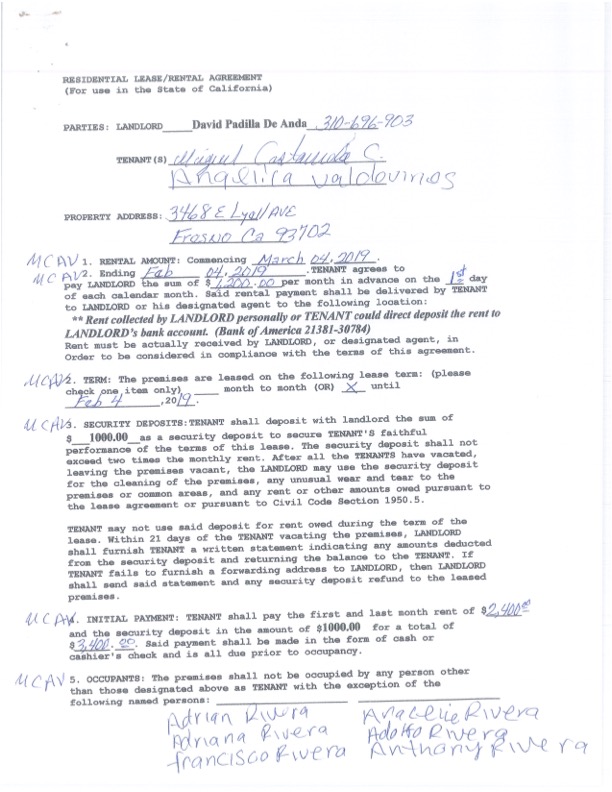 RESIDENTIAL LEASE/RENTAL AGREEMENT
(For use in the State of California)
PARTIES: LANDLORD David Padilla De Anda 310-696-903
TENANT(S) Miguel Castaneda C.
Angelica Valdovinos
PROPERTY ADDRESS: 3468 E Lyell AVE
Fresno Ca 93702
MC AV 1. RENTAL AMOUNT: Commencing March 04, 2019.
MC AV 2. Ending Feb 04, 2019 .TENANT agrees to
pay LANDLORD the sum of $ 1,200.00 per month in advance on the 1st day
of each calendar month. Said rental payment shall be delivered by TENANT
to LANDLORD or his designated agent to the following location:
** Rent collected by LANDLORD personally or TENANT could direct deposit the rent to
LANDLORD's bank account. (Bank of America 21381-30784)
Rent must be actually received by LANDLORD, or designated agent, in
Order to be considered in compliance with the terms of this agreement.
MC AV 2. TERM: The premises are leased on the following lease term: (please
check one item only) ____ month to month (OR) X until
Feb 4 ,2019.
MC AV 3. SECURITY DEPOSITS: TENANT shall deposit with landlord the sum of
$ 1000.00 as a security deposit to secure TENANT'S faithful
performance of the terms of this lease. The security deposit shall not
exceed two times the monthly rent. After all the TENANTS have vacated,
leaving the premises vacant, the LANDLORD may use the security deposit
for the cleaning of the premises, any unusual wear and tear to the
premises or common areas, and any rent or other amounts owed pursuant to
the lease agreement or pursuant to Civil Code Section 1950.5.
TENANT may not use said deposit for rent owed during the term of the
lease. Within 21 days of the TENANT vacating the premises, LANDLORD
shall furnish TENANT a written statement indicating any amounts deducted
from the security deposit and returning the balance to the TENANT. If
TENANT fails to furnish a forwarding address to LANDLORD, then LANDLORD
shall send said statement and any security deposit refund to the leased
premises.
MC AV 4. INITIAL PAYMENT: TENANT shall pay the first and last month rent of $2,400.00
and the security deposit in the amount of $1000.00 for a total of
$3,400.00. Said payment shall be made in the form of cash or
cashier's check and is all due prior to occupancy.
MC AV 5. OCCUPANTS: The premises shall not be occupied by any person other
than those designated above as TENANT with the exception of the
following named persons:
Adrian Rivera Anacelie Rivera
Adriana Rivera Adolfo Rivera
francisco Rivera Anthony Rivera